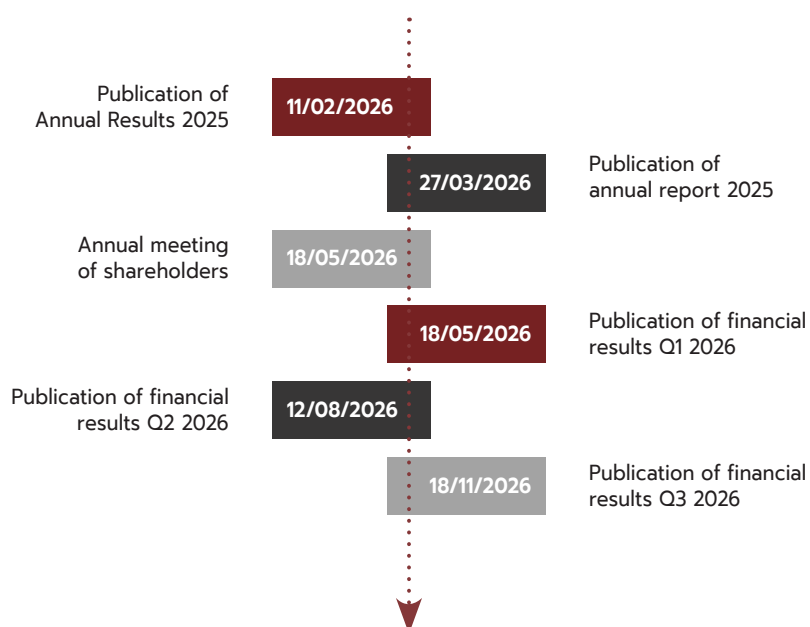 Publication of
Annual Results 2025
11/02/2026
27/03/2026
Publication of
annual report 2025
Annual meeting
of shareholders
18/05/2026
18/05/2026
Publication of financial
results Q1 2026
Publication of financial
results Q2 2026
12/08/2026
18/11/2026
Publication of financial
results Q3 2026